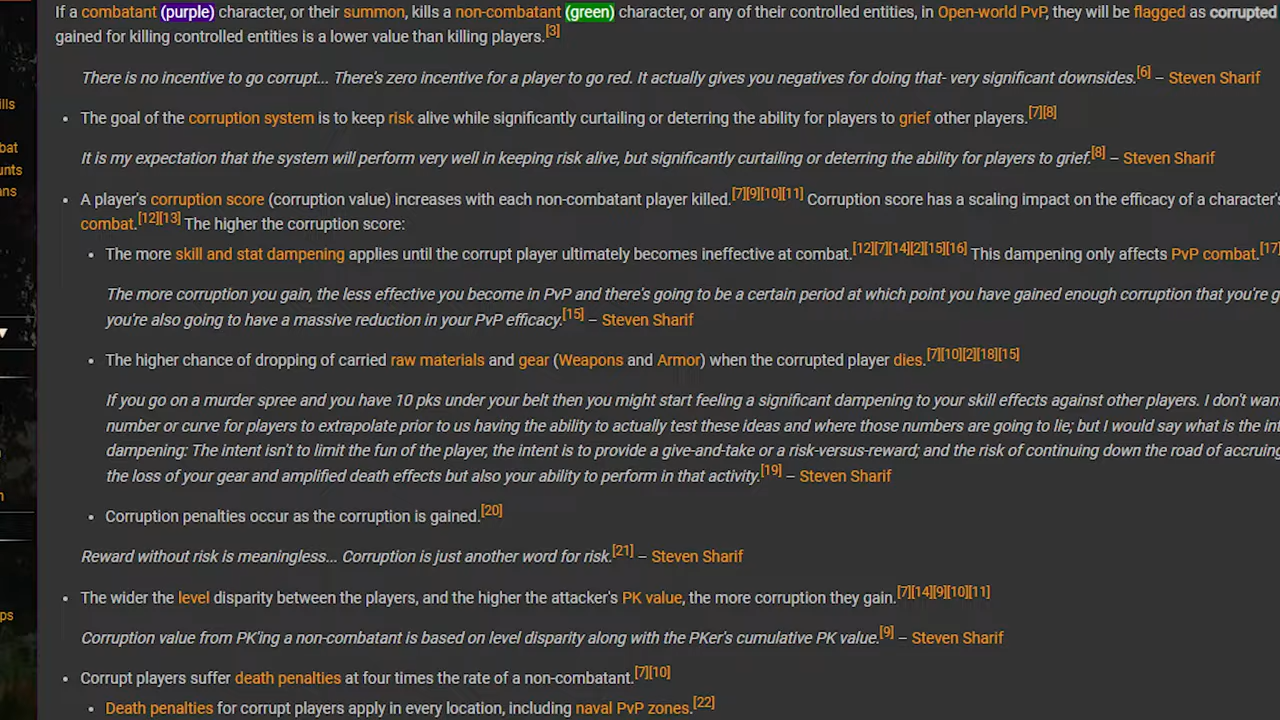 If a combatant (purple) character, or their summon, kills a non-combatant (green) character, or any of their controlled entities, in Open-world PvP, they will be flagged as corrupted
gained for killing controlled entities is a lower value than killing players.[3]
There is no incentive to go corrupt... There's zero incentive for a player to go red. It actually gives you negatives for doing that- very significant downsides.[6] – Steven Sharif
ills
• The goal of the corruption system is to keep risk alive while significantly curtailing or deterring the ability for players to grief other players.[7][8]
bat
It is my expectation that the system will perform very well in keeping risk alive, but significantly curtailing or deterring the ability for players to grief.[8] – Steven Sharif
unts
ans
• A player's corruption score (corruption value) increases with each non-combatant player killed.[7][9][10][11] Corruption score has a scaling impact on the efficacy of a character's
combat.[12][13] The higher the corruption score:
• The more skill and stat dampening applies until the corrupt player ultimately becomes ineffective at combat.[12][7][14][2][15][16] This dampening only affects PvP combat.[17]
The more corruption you gain, the less effective you become in PvP and there's going to be a certain period at which point you have gained enough corruption that you're g
you're also going to have a massive reduction in your PvP efficacy.[15] – Steven Sharif
• The higher chance of dropping of carried raw materials and gear (Weapons and Armor) when the corrupted player dies.[7][10][2][18][15]
If you go on a murder spree and you have 10 pks under your belt then you might start feeling a significant dampening to your skill effects against other players. I don't wan
number or curve for players to extrapolate prior to us having the ability to actually test these ideas and where those numbers are going to lie; but I would say what is the in
dampening: The intent isn't to limit the fun of the player, the intent is to provide a give-and-take or a risk-versus-reward; and the risk of continuing down the road of accruing
the loss of your gear and amplified death effects but also your ability to perform in that activity.[19] – Steven Sharif
n
• Corruption penalties occur as the corruption is gained.[20]
Reward without risk is meaningless... Corruption is just another word for risk.[21] – Steven Sharif
• The wider the level disparity between the players, and the higher the attacker's PK value, the more corruption they gain.[7][14][9][10][11]
ps
Corruption value from PK'ing a non-combatant is based on level disparity along with the PKer's cumulative PK value.[9] – Steven Sharif
• Corrupt players suffer death penalties at four times the rate of a non-combatant.[7][10]
• Death penalties for corrupt players apply in every location, including naval PvP zones.[22]